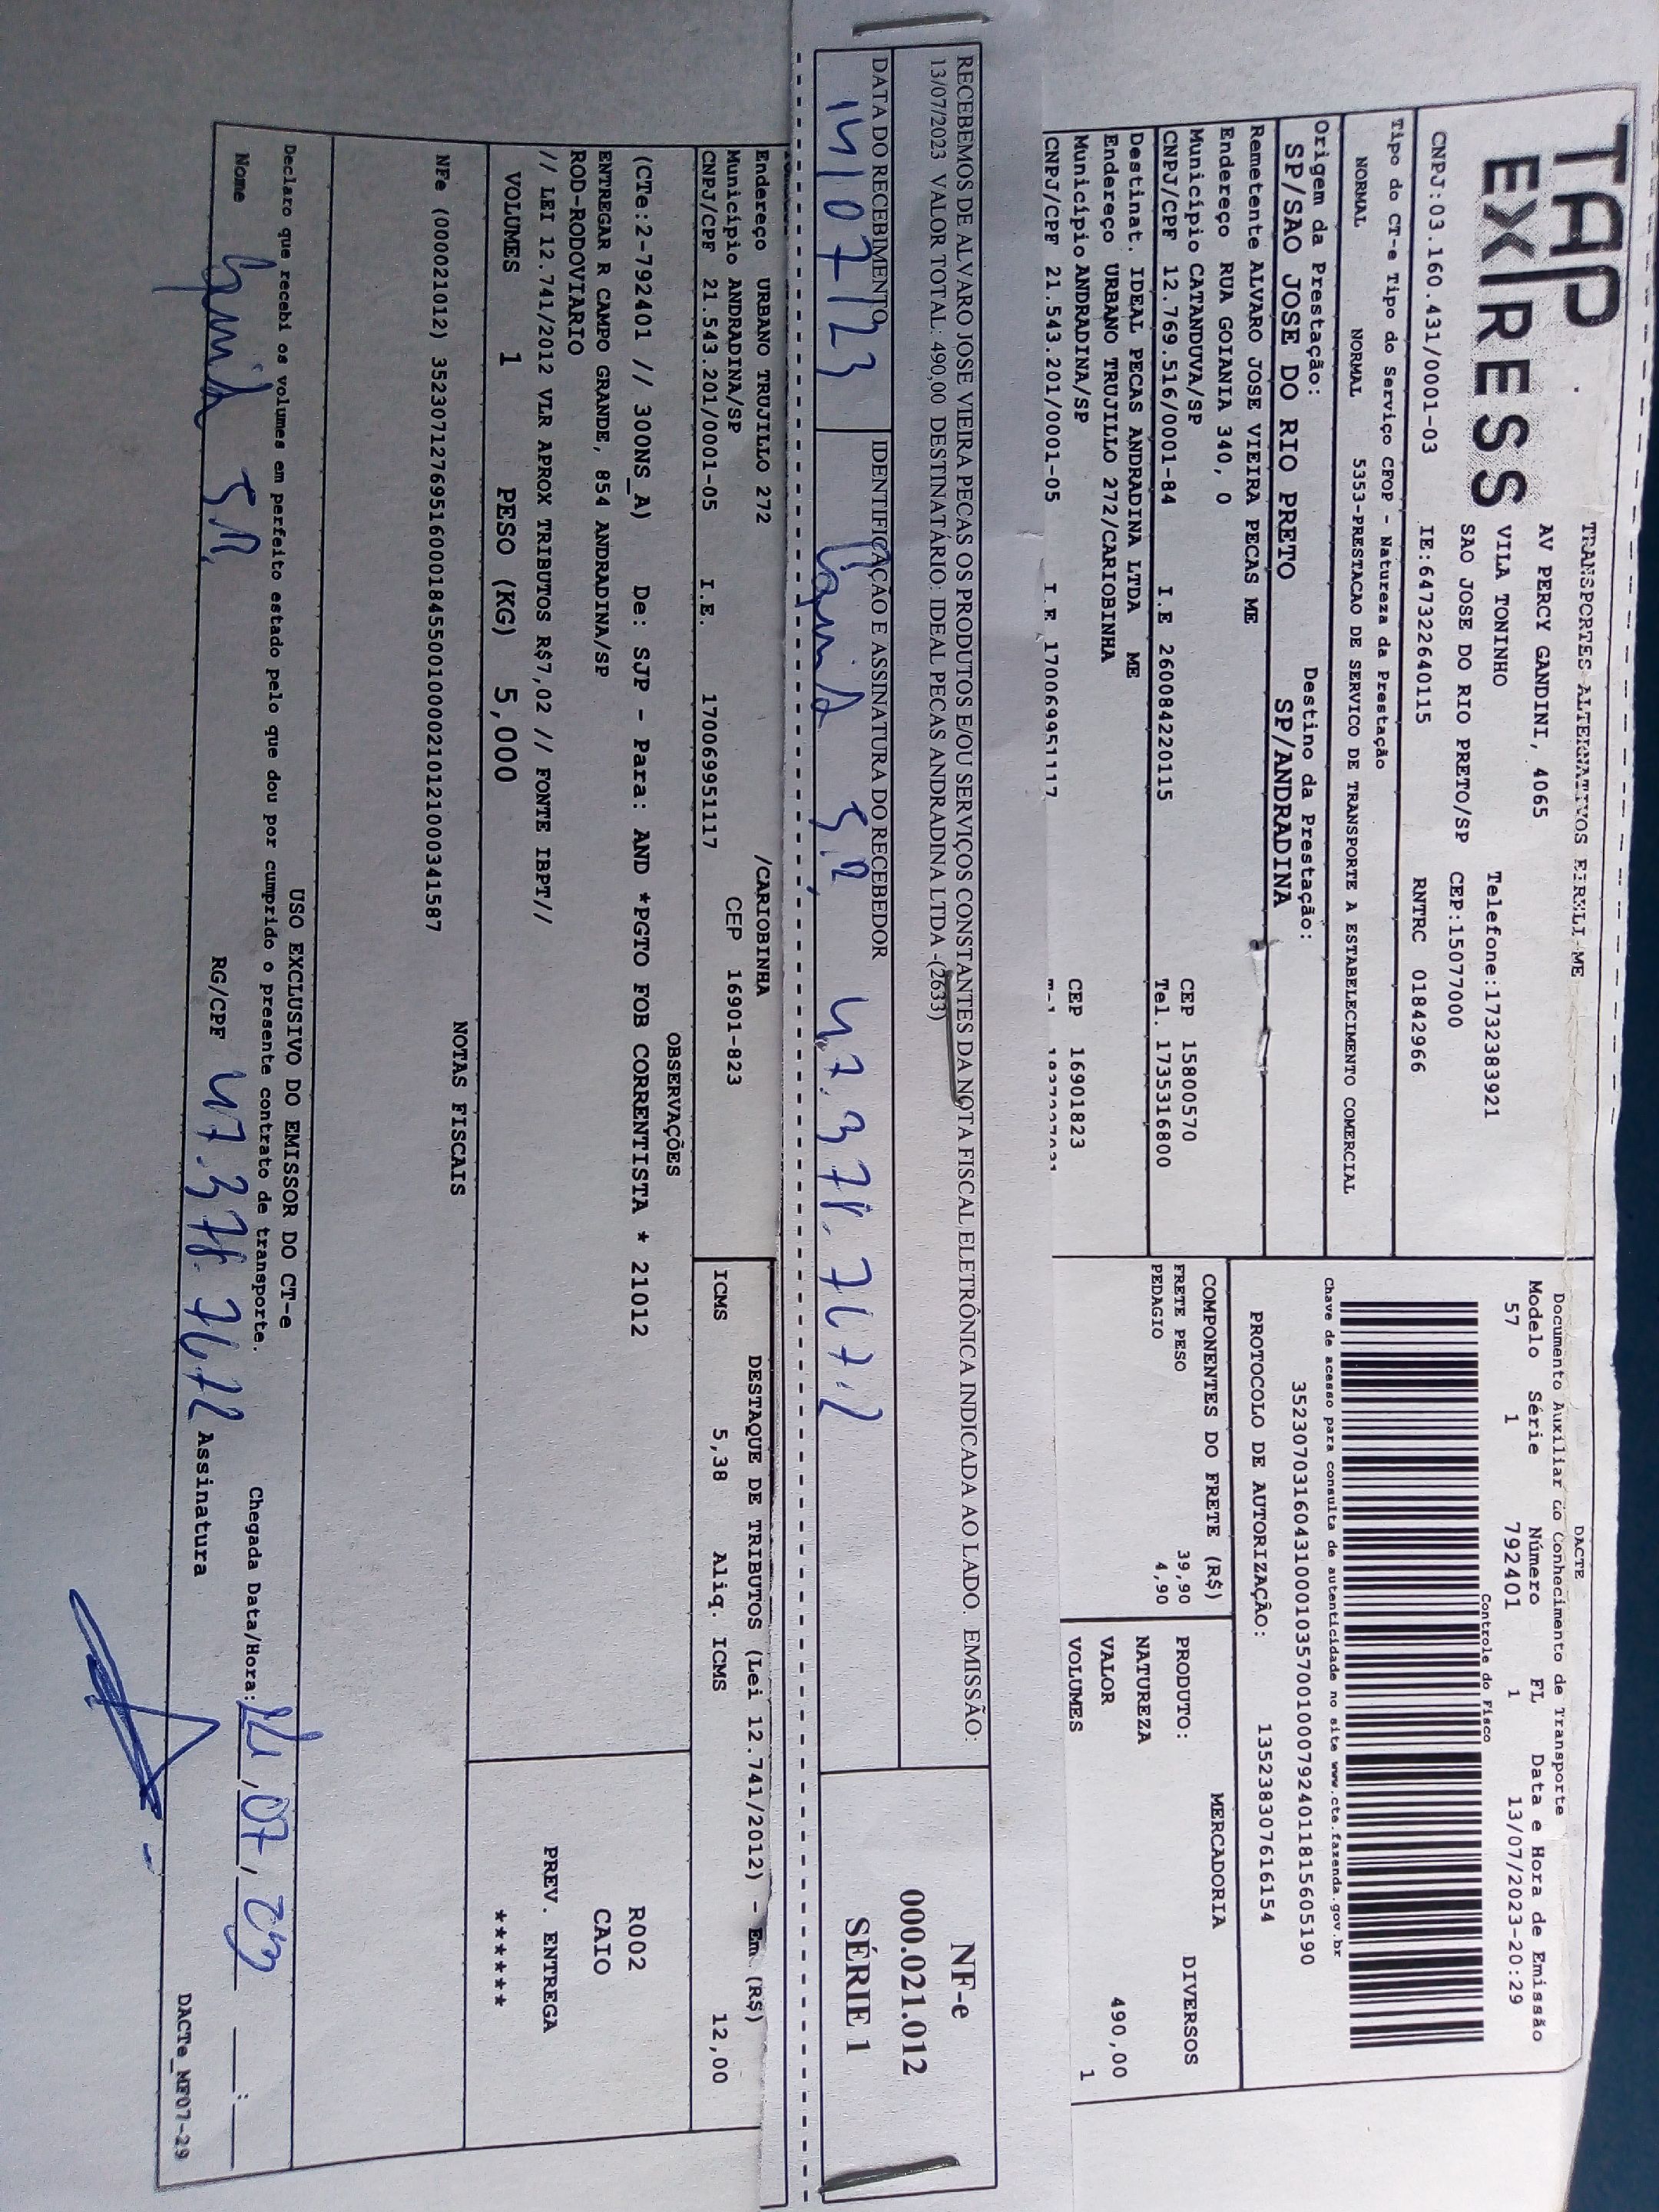 TAP
EXPRESS
TRANSPORTES ALTERNATIVOS EIRELI-ME
AV PERCY GANDINI, 4065
VILA TONINHO Telefone:1732383921
SAO JOSE DO RIO PRETO/SP CEP:15077000
CNPJ:03.160.431/0001-03 IE:647322640115 RNTRC 01842966
Tipo do CT-e Tipo do Serviço CFOP - Natureza da Prestação
NORMAL NORMAL 5353-PRESTACAO DE SERVICO DE TRANSPORTE A ESTABELECIMENTO COMERCIAL
Origem da Prestação: Destino da Prestação:
SP/SAO JOSE DO RIO PRETO SP/ANDRADINA
DACTE
Documento Auxiliar do Conhecimento de Transporte
Modelo Série Número FL Data e Hora de Emissão
57 1 792401 1 13/07/2023-20:29
Controle do Fisco
Chave de acesso para consulta de autenticidade no site www.cte.fazenda.gov.br
35230703160431000103570010007924011815605190
PROTOCOLO DE AUTORIZAÇÃO: 135238307616154
Remetente ALVARO JOSE VIEIRA PECAS ME
Endereço RUA GOIANIA 340, 0
Município CATANDUVA/SP CEP 15800570
CNPJ/CPF 12.769.516/0001-84 I.E 260084220115 Tel. 1735316800
Destinat. IDEAL PECAS ANDRADINA LTDA ME
Endereço URBANO TRUJILLO 272/CARIOBINHA
Município ANDRADINA/SP CEP 16901823
CNPJ/CPF 21.543.201/0001-05 I.E 170069951117
COMPONENTES DO FRETE (R$)
FRETE PESO 39,90
PEDAGIO 4,90
MERCADORIA
PRODUTO: DIVERSOS
NATUREZA
VALOR 490,00
VOLUMES 1
RECEBEMOS DE ALVARO JOSE VIEIRA PECAS OS PRODUTOS E/OU SERVIÇOS CONSTANTES DA NOTA FISCAL ELETRÔNICA INDICADA AO LADO. EMISSÃO:
13/07/2023 VALOR TOTAL: 490,00 DESTINATÁRIO: IDEAL PECAS ANDRADINA LTDA -(2633)
DATA DO RECEBIMENTO IDENTIFICAÇÃO E ASSINATURA DO RECEBEDOR
14/07/23
NF-e
000.021.012
SÉRIE 1
Endereço URBANO TRUJILLO 272 /CARIOBINHA
Município ANDRADINA/SP CEP 16901-823
CNPJ/CPF 21.543.201/0001-05 I.E. 170069951117
DESTAQUE DE TRIBUTOS (Lei 12.741/2012) - Em (R$)
ICMS 5,38 Aliq. ICMS 12,00
OBSERVAÇÕES
(CTe:2-792401 // 300NS_A) De: SJP - Para: AND *PGTO FOB CORRENTISTA * 21012
ENTREGAR R CAMPO GRANDE, 854 ANDRADINA/SP
ROD-RODOVIARIO
// LEI 12.741/2012 VLR APROX TRIBUTOS R$7,02 // FONTE IBPT//
VOLUMES 1 PESO (KG) 5,000
R002
CAIO
PREV. ENTREGA
******
NOTAS FISCAIS
NFe (000021012) 35230712769516000184550010000210121000341587
USO EXCLUSIVO DO EMISSOR DO CT-e
Declaro que recebi os volumes em perfeito estado pelo que dou por cumprido o presente contrato de transporte.
Chegada Data/Hora: 14,07,23 __:__
Nome RG/CPF Assinatura
DACTe_MF07-29